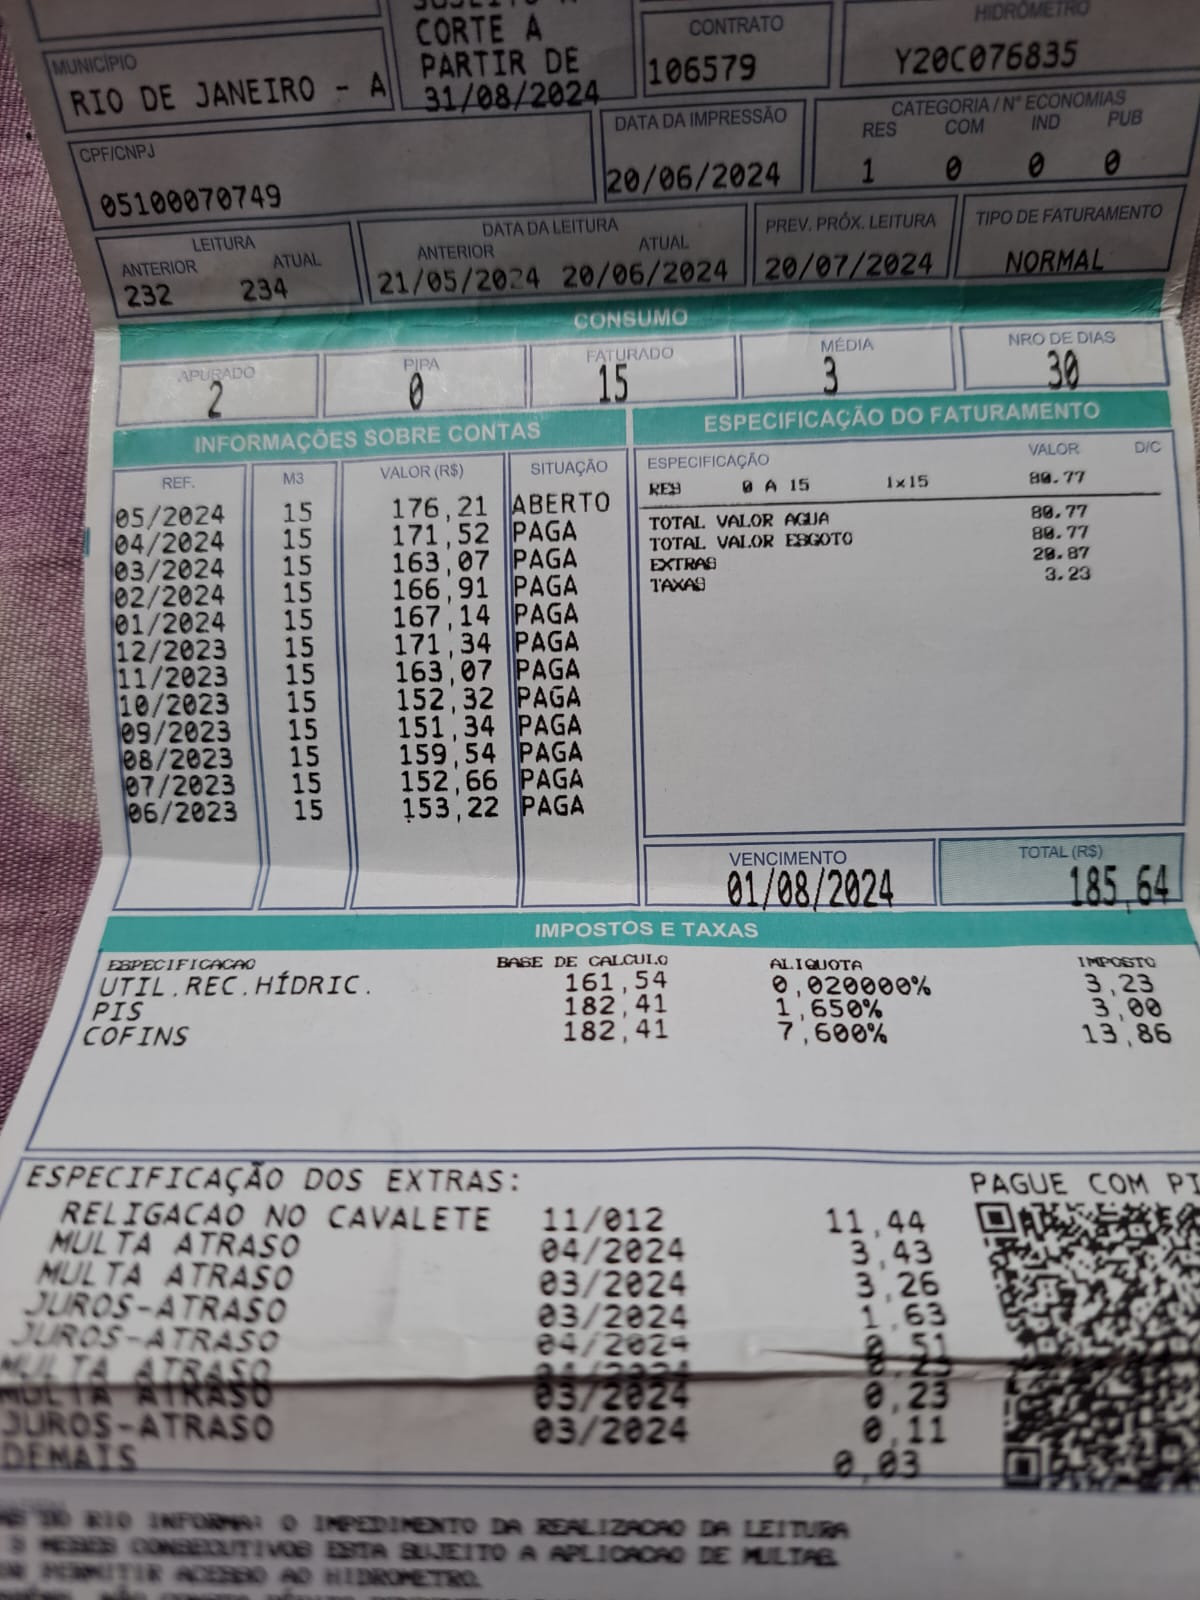 CORTE A
PARTIR DE
31/08/2024
MUNICÍPIO
RIO DE JANEIRO - A
CONTRATO
106579
HIDRÔMETRO
Y20C076835
CPF/CNPJ
05100070749
DATA DA IMPRESSÃO
20/06/2024
CATEGORIA / Nº ECONOMIAS
RES COM IND PUB
1 0 0 0
LEITURA
ANTERIOR ATUAL
232 234
DATA DA LEITURA
ANTERIOR ATUAL
21/05/2024 20/06/2024
PREV. PRÓX. LEITURA
20/07/2024
TIPO DE FATURAMENTO
NORMAL
CONSUMO
APURADO PIPA FATURADO MÉDIA NRO DE DIAS
2 0 15 3 30
INFORMAÇÕES SOBRE CONTAS
REF. M3 VALOR (R$) SITUAÇÃO
05/2024 15 176,21 ABERTO
04/2024 15 171,52 PAGA
03/2024 15 163,07 PAGA
02/2024 15 166,91 PAGA
01/2024 15 167,14 PAGA
12/2023 15 171,34 PAGA
11/2023 15 163,07 PAGA
10/2023 15 152,32 PAGA
09/2023 15 151,34 PAGA
08/2023 15 159,54 PAGA
07/2023 15 152,66 PAGA
06/2023 15 153,22 PAGA
ESPECIFICAÇÃO DO FATURAMENTO
ESPECIFICAÇÃO VALOR D/C
RES 0 A 15 1x15 80.77
TOTAL VALOR AGUA 80.77
TOTAL VALOR ESGOTO 80.77
EXTRAS 20.87
TAXAS 3.23
VENCIMENTO
01/08/2024
TOTAL (R$)
185,64
IMPOSTOS E TAXAS
ESPECIFICACAO BASE DE CALCULO ALIQUOTA IMPOSTO
UTIL.REC.HÍDRIC. 161,54 0,020000% 3,23
PIS 182,41 1,650% 3,00
COFINS 182,41 7,600% 13,86
ESPECIFICAÇÃO DOS EXTRAS:
RELIGACAO NO CAVALETE 11/012 11,44
MULTA ATRASO 04/2024 3,43
MULTA ATRASO 03/2024 3,26
JUROS-ATRASO 03/2024 1,63
JUROS-ATRASO 04/2024 0,51
MULTA ATRASO
MULTA ATRASO 03/2024 0,23
JUROS-ATRASO 03/2024 0,11
DEMAIS 0,03
PAGUE COM PI
DO RIO INFORMA: O IMPEDIMENTO DA REALIZACAO DA LEITURA
3 MESES CONSECUTIVOS ESTA SUJEITO A APLICACAO DE MULTAS.
PERMITIR ACESSO AO HIDROMETRO.